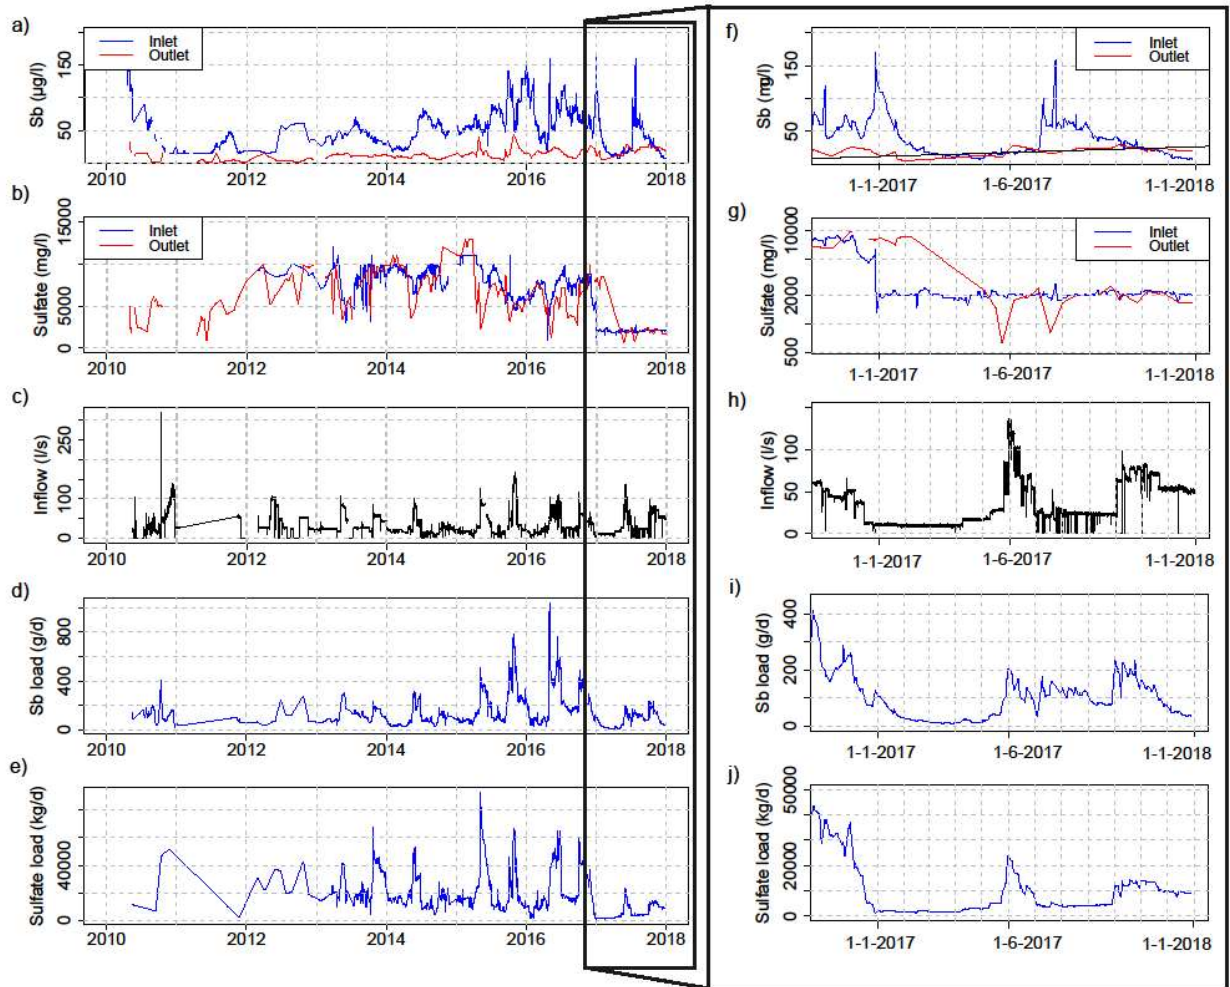 a)
Sb (µg/l)
150
50
Inlet
Outlet
2010 2012 2014 2016 2018
b)
Sulfate (mg/l)
15000
5000
0
Inlet
Outlet
2010 2012 2014 2016 2018
c)
Inflow (l/s)
250
100
0
2010 2012 2014 2016 2018
d)
Sb load (g/d)
800
400
0
2010 2012 2014 2016 2018
e)
Sulfate load (kg/d)
40000
0
2010 2012 2014 2016 2018
f)
Sb (mg/l)
150
50
Inlet
Outlet
1-1-2017 1-6-2017 1-1-2018
g)
Sulfate (mg/l)
10000
2000
500
Inlet
Outlet
1-1-2017 1-6-2017 1-1-2018
h)
Inflow (l/s)
100
50
0
1-1-2017 1-6-2017 1-1-2018
i)
Sb load (g/d)
400
200
0
1-1-2017 1-6-2017 1-1-2018
j)
Sulfate load (kg/d)
50000
20000
0
1-1-2017 1-6-2017 1-1-2018